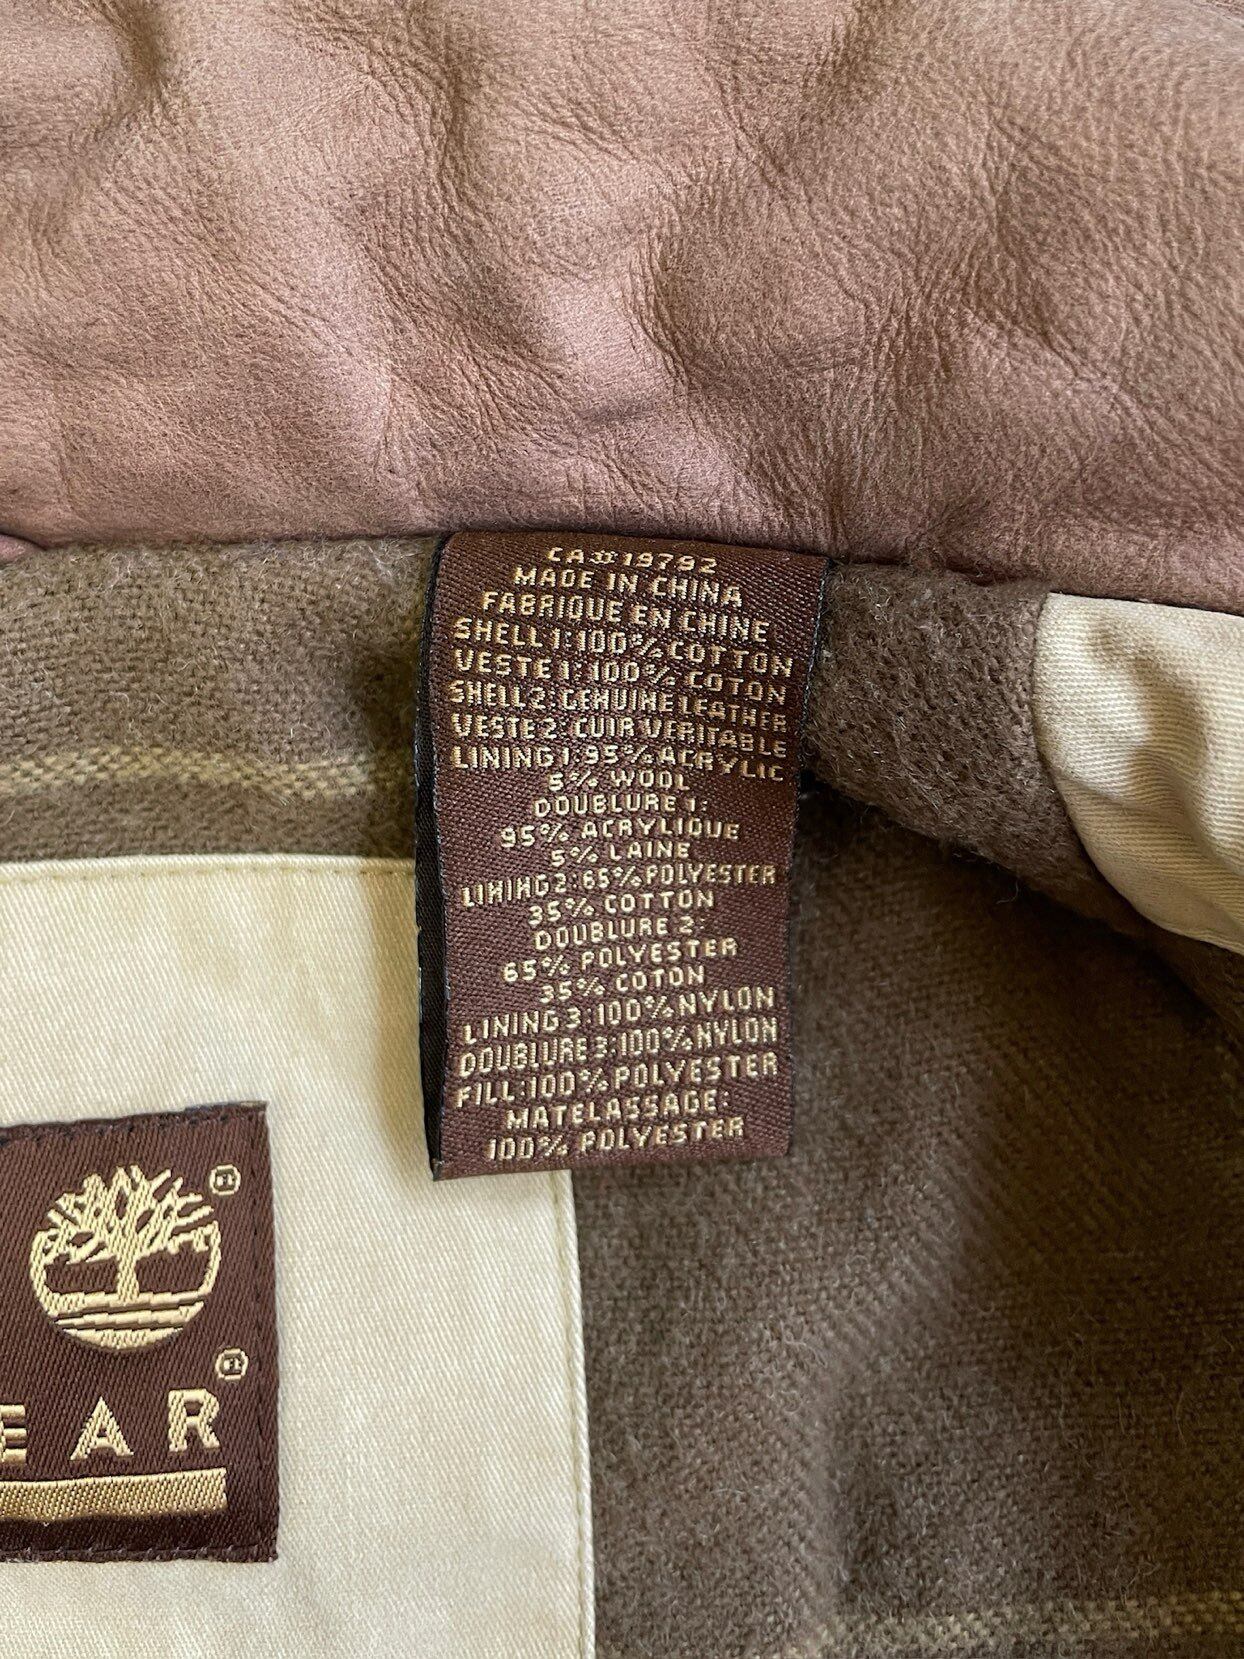 CA#19792
MADE IN CHINA
FABRIQUE EN CHINE
SHELL 1:100% COTTON
VESTE 1:100% COTON
SHELL 2: GENUINE LEATHER
VESTE 2: CUIR VERITABLE
LINING 1: 95% ACRYLIC
5% WOOL
DOUBLURE 1:
95% ACRYLIQUE
5% LAINE
LINING 2: 65% POLYESTER
35% COTTON
DOUBLURE 2:
65% POLYESTER
35% COTON
LINING 3:100% NYLON
DOUBLURE 3:100% NYLON
FILL:100% POLYESTER
MATELASSAGE:
100% POLYESTER
®
EAR®